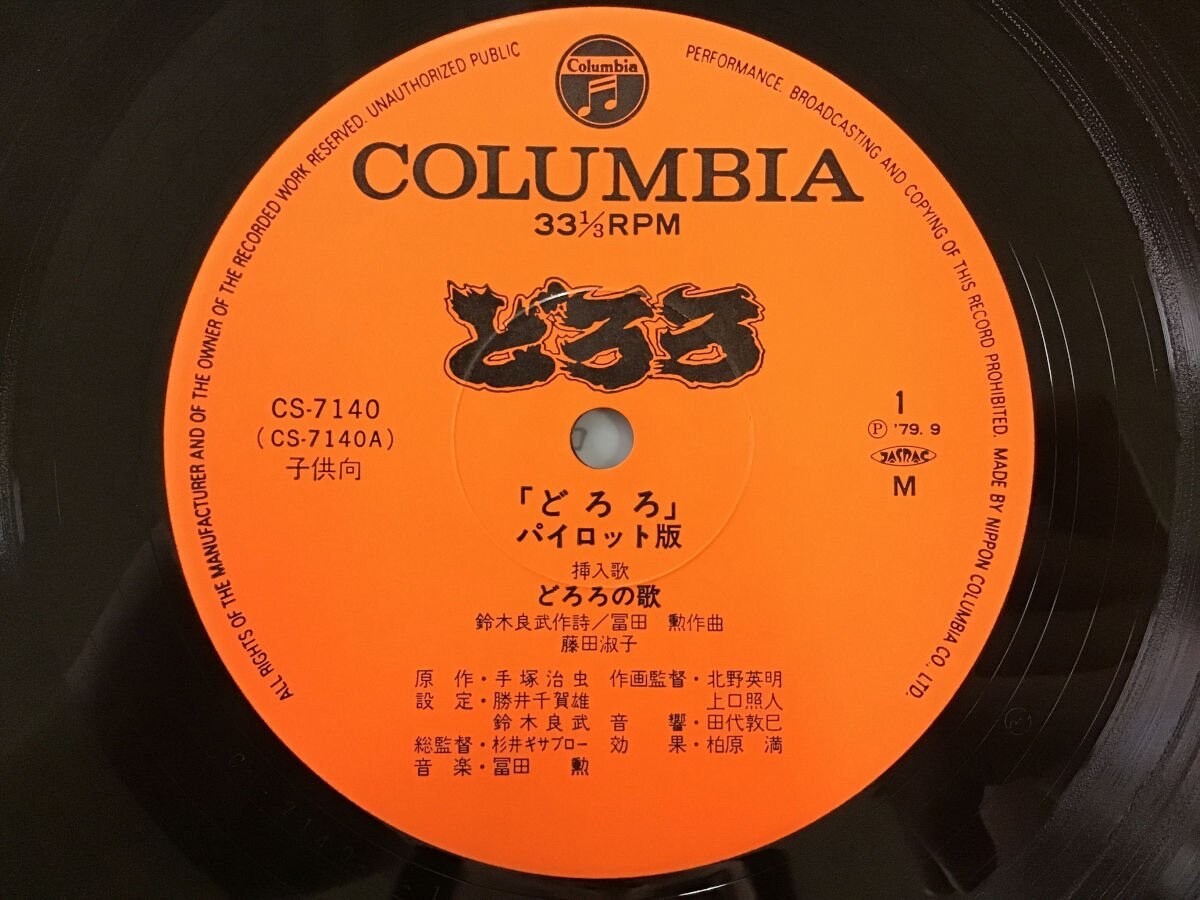 ALL RIGHTS OF THE MANUFACTURER AND OF THE OWNER OF THE RECORDED WORK RESERVED. UNAUTHORIZED PUBLIC PERFORMANCE. BROADCASTING AND COPYING OF THIS RECORD PROHIBITED. MADE BY NIPPON COLUMBIA CO., LTD.
Columbia
COLUMBIA
33 1/3 RPM
どろろ
CS-7140
(CS-7140A)
子供向
1
Ⓟ '79. 9
JASRAC
M
「どろろ」
パイロット版
挿入歌
どろろの歌
鈴木良武作詩/冨田 勲作曲
藤田淑子
原作・手塚治虫 作画監督・北野英明
設定・勝井千賀雄 上口照人
鈴木良武 音響・田代敦巳
総監督・杉井ギサブロー 効果・柏原 満
音楽・冨田 勲